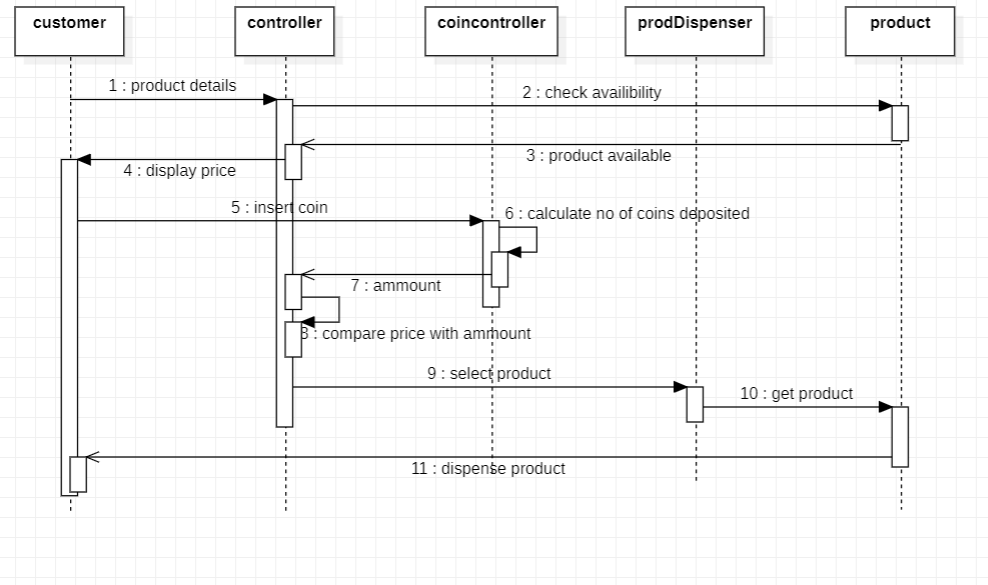 customer
controller
coincontroller
prodDispenser
product
1 : product details
2 : check availibility
3 : product available
4 : display price
5 : insert coin
6 : calculate no of coins deposited
7 : ammount
8 : compare price with ammount
9 : select product
10 : get product
11 : dispense product